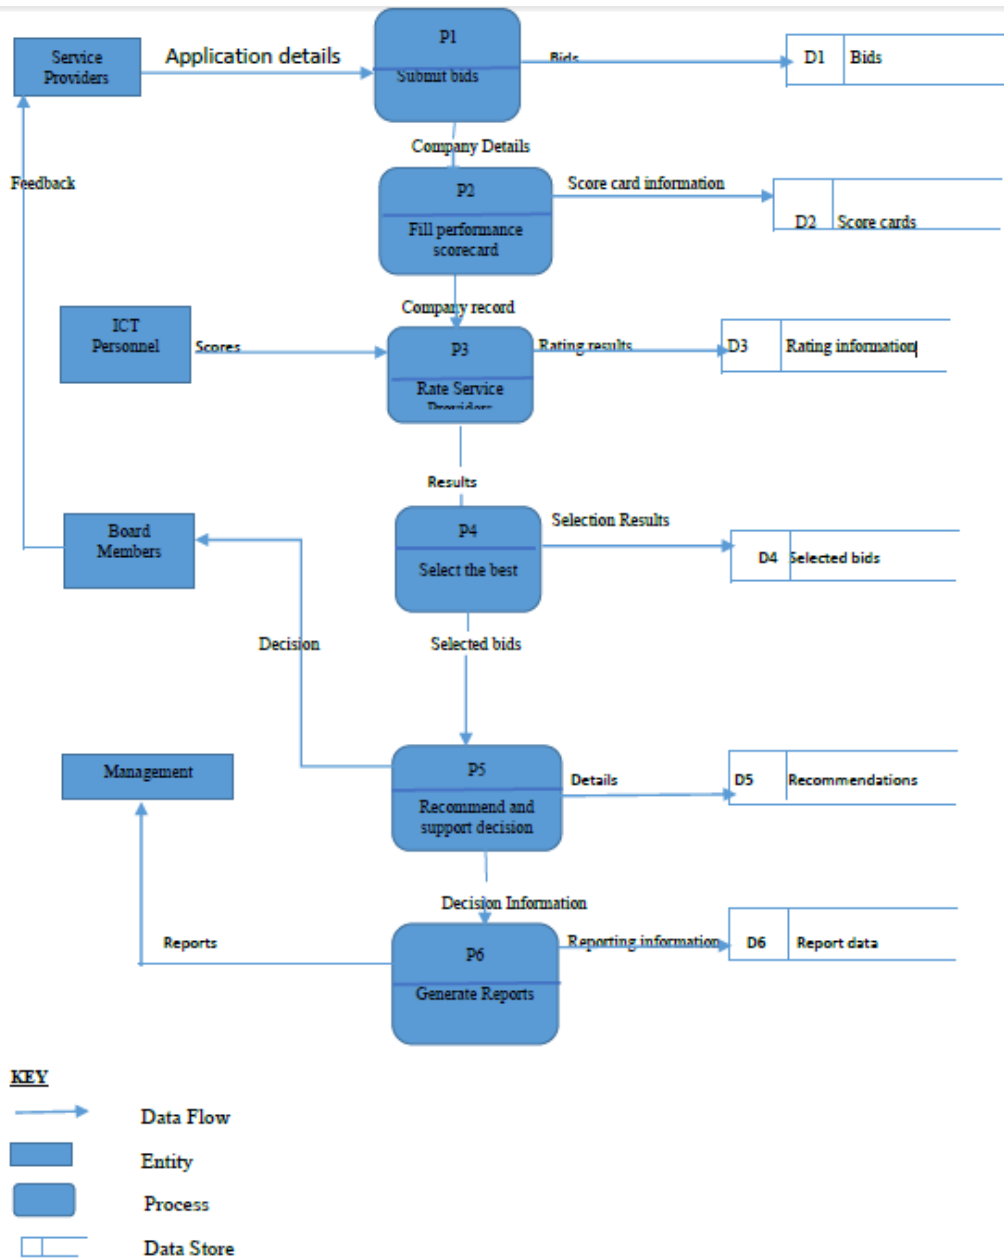 P1
Service
Providers
Application details
Submit bids
Bids
D1 Bids
Company Details
Feedback
P2
Score card information
Fill performance
scorecard
D2 Score cards
Company record
ICT
Personnel
Scores
P3
Rating results
D3 Rating information
Rate Service
Providers
Results
Board
Members
P4
Selection Results
Select the best
D4 Selected bids
Decision
Selected bids
Management
P5
Details
D5 Recommendations
Recommend and
support decision
Decision Information
Reports
P6
Reporting information
D6 Report data
Generate Reports
KEY
Data Flow
Entity
Process
Data Store